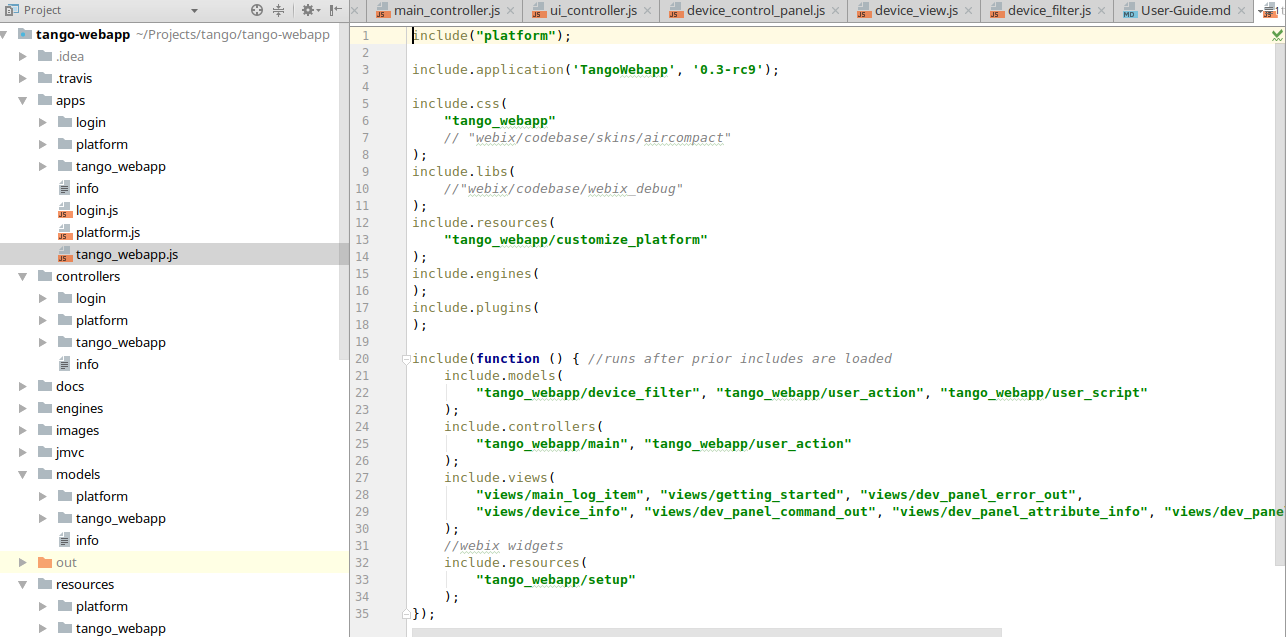 Project
main_controller.js
ui_controller.js
device_control_panel.js
device_view.js
device_filter.js
User-Guide.md
tango-webapp ~/Projects/tango/tango-webapp
.idea
.travis
apps
login
platform
tango_webapp
info
login.js
platform.js
tango_webapp.js
controllers
login
platform
tango_webapp
info
docs
engines
images
jmvc
models
platform
tango_webapp
info
out
resources
platform
tango_webapp
1 include("platform");
2
3 include.application('TangoWebapp', '0.3-rc9');
4
5 include.css(
6 "tango_webapp"
7 // "webix/codebase/skins/aircompact"
8 );
9 include.libs(
10 //"webix/codebase/webix_debug"
11 );
12 include.resources(
13 "tango_webapp/customize_platform"
14 );
15 include.engines(
16 );
17 include.plugins(
18 );
19
20 include(function () { //runs after prior includes are loaded
21 include.models(
22 "tango_webapp/device_filter", "tango_webapp/user_action", "tango_webapp/user_script"
23 );
24 include.controllers(
25 "tango_webapp/main", "tango_webapp/user_action"
26 );
27 include.views(
28 "views/main_log_item", "views/getting_started", "views/dev_panel_error_out",
29 "views/device_info", "views/dev_panel_command_out", "views/dev_panel_attribute_info", "views/dev_pane
30 );
31 //webix widgets
32 include.resources(
33 "tango_webapp/setup"
34 );
35 });